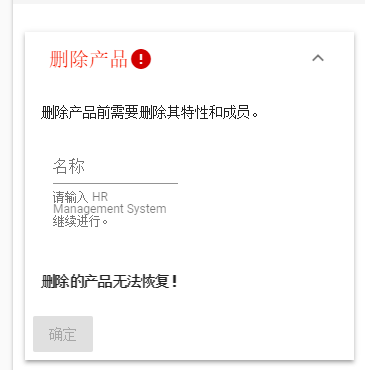 删除产品
删除产品前需要删除其特性和成员。
名称
请输入 HR
Management System
继续进行。
删除的产品无法恢复！
确定